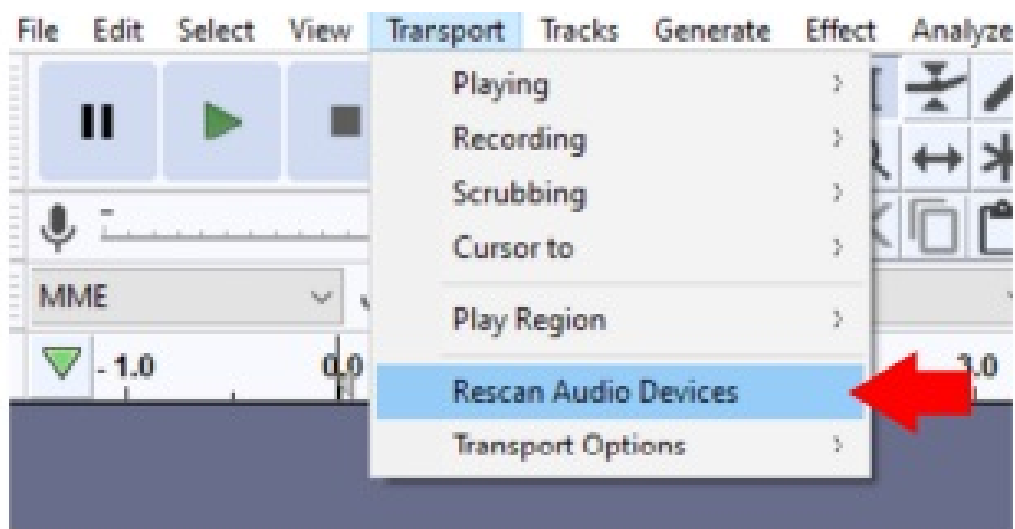 File Edit Select View Transport Tracks Generate Effect Analyze
Playing
Recording
Scrubbing
Cursor to
MME
Play Region
- 1.0 0.0 3.0
Rescan Audio Devices
Transport Options